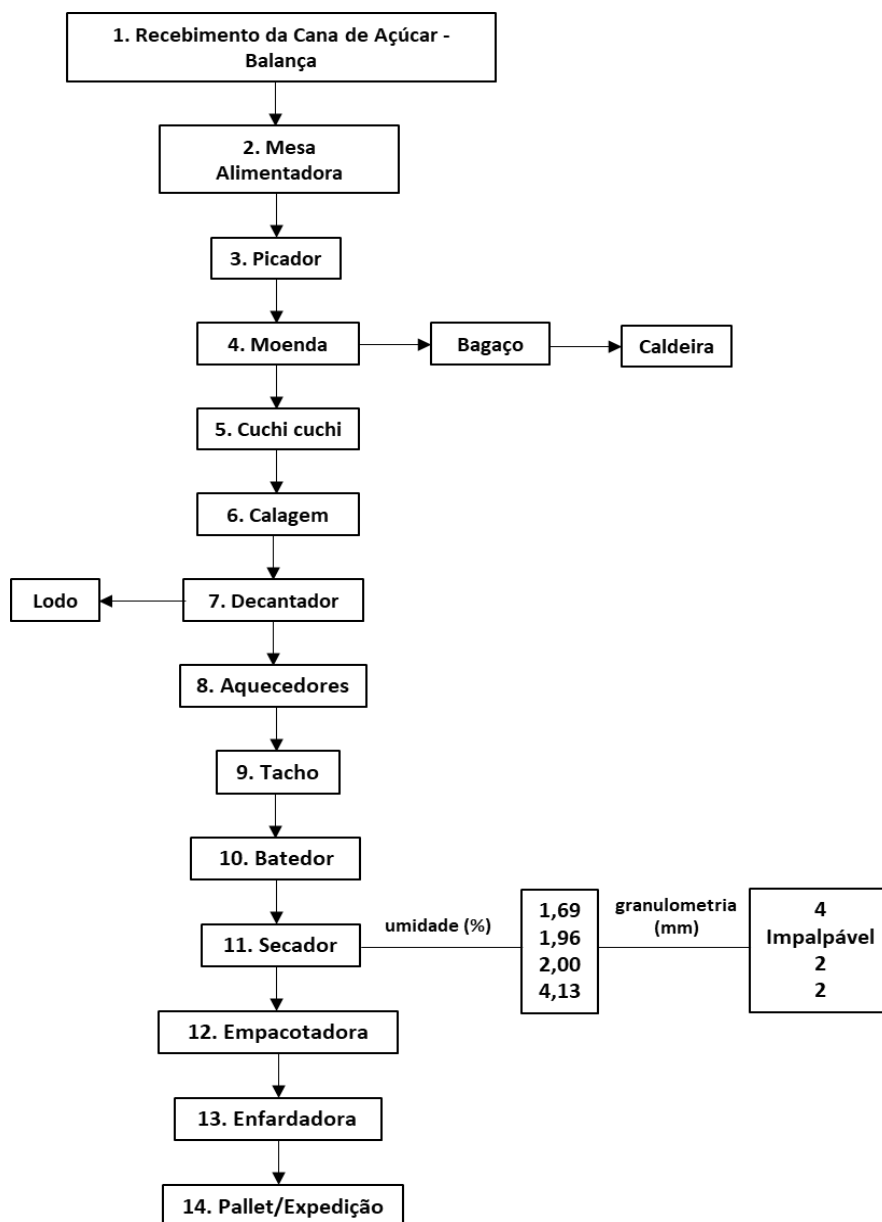 1. Recebimento da Cana de Açúcar -
Balança
2. Mesa
Alimentadora
3. Picador
4. Moenda
Bagaço
Caldeira
5. Cuchi cuchi
6. Calagem
Lodo
7. Decantador
8. Aquecedores
9. Tacho
10. Batedor
11. Secador
umidade (%)
1,69
1,96
2,00
4,13
granulometria
(mm)
4
Impalpável
2
2
12. Empacotadora
13. Enfardadora
14. Pallet/Expedição